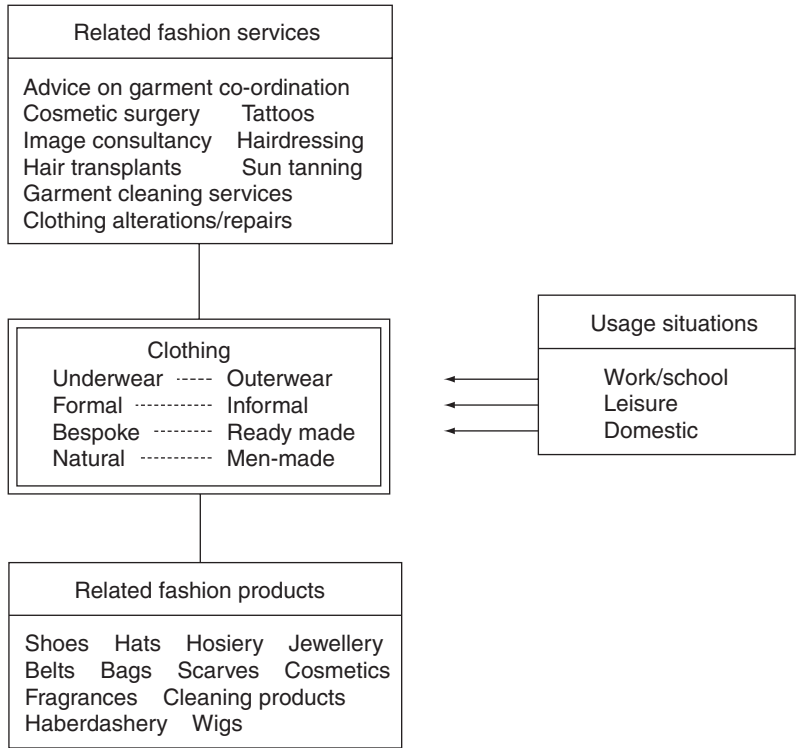 Related fashion services
Advice on garment co-ordination
Cosmetic surgery Tattoos
Image consultancy Hairdressing
Hair transplants Sun tanning
Garment cleaning services
Clothing alterations/repairs
Clothing
Underwear ----- Outerwear
Formal ------------ Informal
Bespoke --------- Ready made
Natural ----------- Men-made
Usage situations
Work/school
Leisure
Domestic
Related fashion products
Shoes Hats Hosiery Jewellery
Belts Bags Scarves Cosmetics
Fragrances Cleaning products
Haberdashery Wigs